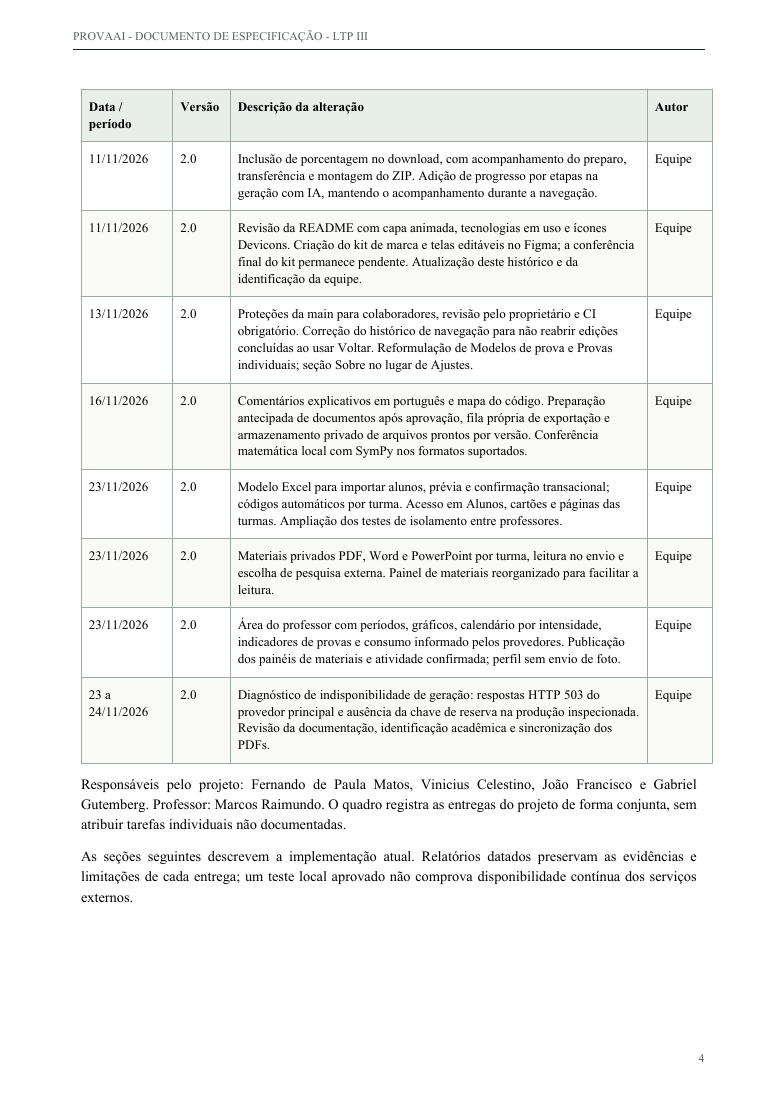 PROVAAI - DOCUMENTO DE ESPECIFICAÇÃO - LTP III
Data / período Versão Descrição da alteração Autor
11/11/2026 2.0 Inclusão de porcentagem no download, com acompanhamento do preparo, Equipe
transferência e montagem do ZIP. Adição de progresso por etapas na
geração com IA, mantendo o acompanhamento durante a navegação.
11/11/2026 2.0 Revisão da README com capa animada, tecnologias em uso e ícones Equipe
Devicons. Criação do kit de marca e telas editáveis no Figma; a conferência
final do kit permanece pendente. Atualização deste histórico e da
identificação da equipe.
13/11/2026 2.0 Proteções da main para colaboradores, revisão pelo proprietário e CI Equipe
obrigatório. Correção do histórico de navegação para não reabrir edições
concluídas ao usar Voltar. Reformulação de Modelos de prova e Provas
individuais; seção Sobre no lugar de Ajustes.
16/11/2026 2.0 Comentários explicativos em português e mapa do código. Preparação Equipe
antecipada de documentos após aprovação, fila própria de exportação e
armazenamento privado de arquivos prontos por versão. Conferência
matemática local com SymPy nos formatos suportados.
23/11/2026 2.0 Modelo Excel para importar alunos, prévia e confirmação transacional; Equipe
códigos automáticos por turma. Acesso em Alunos, cartões e páginas das
turmas. Ampliação dos testes de isolamento entre professores.
23/11/2026 2.0 Materiais privados PDF, Word e PowerPoint por turma, leitura no envio e Equipe
escolha de pesquisa externa. Painel de materiais reorganizado para facilitar a
leitura.
23/11/2026 2.0 Área do professor com períodos, gráficos, calendário por intensidade, Equipe
indicadores de provas e consumo informado pelos provedores. Publicação
dos painéis de materiais e atividade confirmada; perfil sem envio de foto.
23 a 2.0 Diagnóstico de indisponibilidade de geração: respostas HTTP 503 do Equipe
24/11/2026 provedor principal e ausência da chave de reserva na produção inspecionada.
Revisão da documentação, identificação acadêmica e sincronização dos
PDFs.
Responsáveis pelo projeto: Fernando de Paula Matos, Vinicius Celestino, João Francisco e Gabriel
Gutemberg. Professor: Marcos Raimundo. O quadro registra as entregas do projeto de forma conjunta, sem
atribuir tarefas individuais não documentadas.
As seções seguintes descrevem a implementação atual. Relatórios datados preservam as evidências e
limitações de cada entrega; um teste local aprovado não comprova disponibilidade contínua dos serviços
externos.
4